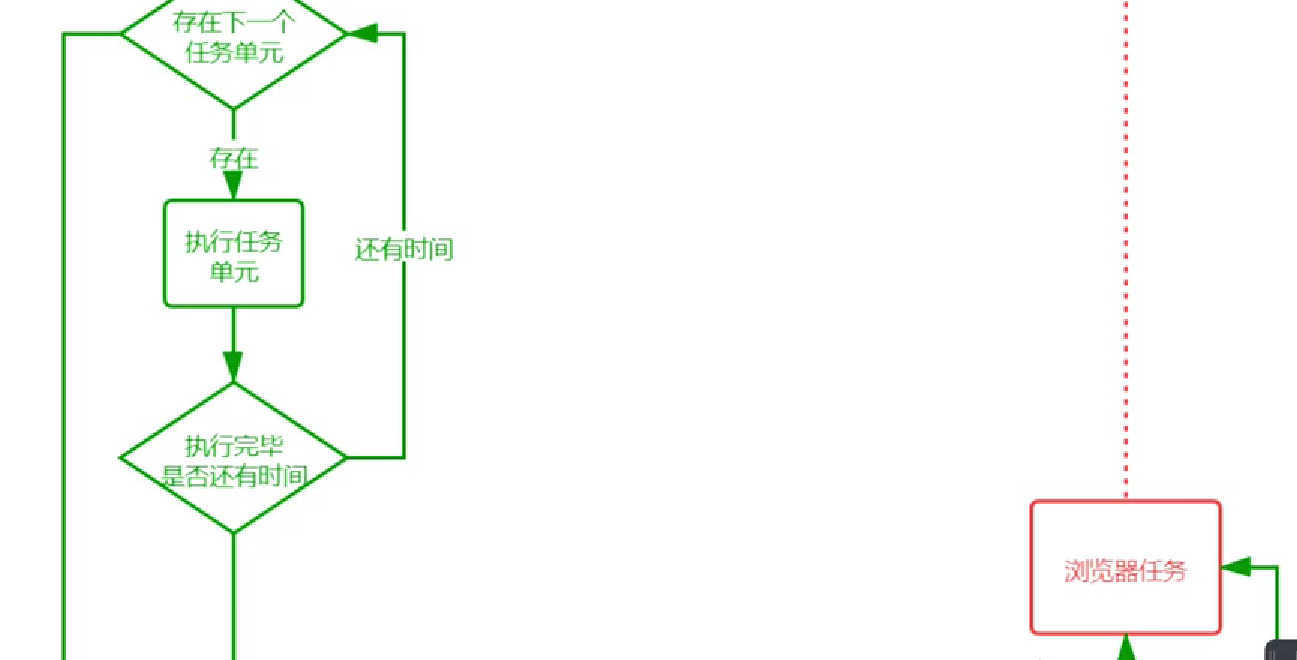 存在下一个
任务单元
存在
执行任务
单元
还有时间
执行完毕
是否还有时间
浏览器任务